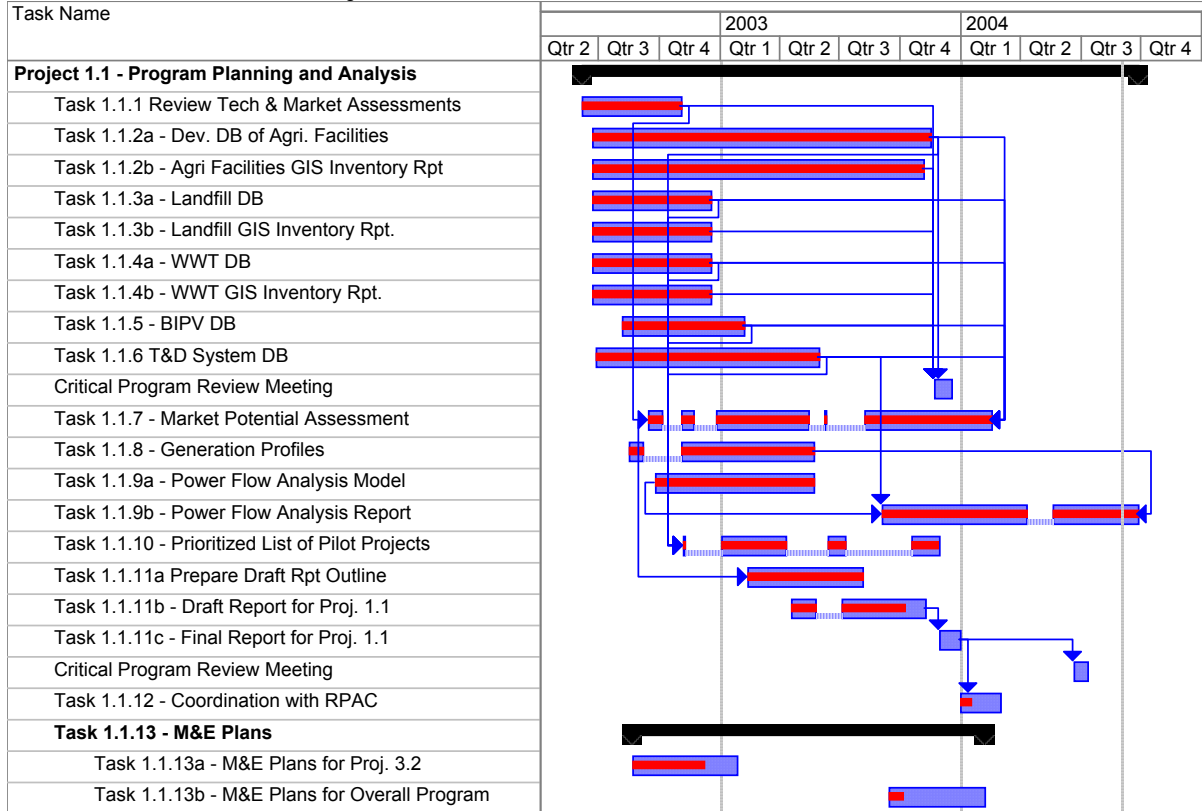 Task Name
2003 2004
Qtr 2 Qtr 3 Qtr 4 Qtr 1 Qtr 2 Qtr 3 Qtr 4 Qtr 1 Qtr 2 Qtr 3 Qtr 4
Project 1.1 - Program Planning and Analysis
Task 1.1.1 Review Tech & Market Assessments
Task 1.1.2a - Dev. DB of Agri. Facilities
Task 1.1.2b - Agri Facilities GIS Inventory Rpt
Task 1.1.3a - Landfill DB
Task 1.1.3b - Landfill GIS Inventory Rpt.
Task 1.1.4a - WWT DB
Task 1.1.4b - WWT GIS Inventory Rpt.
Task 1.1.5 - BIPV DB
Task 1.1.6 T&D System DB
Critical Program Review Meeting
Task 1.1.7 - Market Potential Assessment
Task 1.1.8 - Generation Profiles
Task 1.1.9a - Power Flow Analysis Model
Task 1.1.9b - Power Flow Analysis Report
Task 1.1.10 - Prioritized List of Pilot Projects
Task 1.1.11a Prepare Draft Rpt Outline
Task 1.1.11b - Draft Report for Proj. 1.1
Task 1.1.11c - Final Report for Proj. 1.1
Critical Program Review Meeting
Task 1.1.12 - Coordination with RPAC
Task 1.1.13 - M&E Plans
Task 1.1.13a - M&E Plans for Proj. 3.2
Task 1.1.13b - M&E Plans for Overall Program